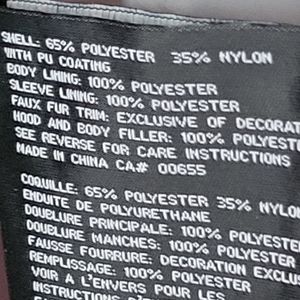 SHELL: 65% POLYESTER 35% NYLON
WITH PU COATING
BODY LINING: 100% POLYESTER
SLEEVE LINING: 100% POLYESTER
FAUX FUR TRIM: EXCLUSIVE OF DECORAT
HOOD AND BODY FILLER: 100% POLYEST
SEE REVERSE FOR CARE INSTRUCTIONS
MADE IN CHINA CA# 00655
COQUILLE: 65% POLYESTER 35% NYLO
ENDUITE DE POLYURETHANE
DOUBLURE PRINCIPALE: 100% POLYESTE
DOUBLURE MANCHES: 100% POLYESTER
FAUSSE FOURRURE: DECORATION EXCLU
REMPLISSAGE: 100% POLYESTER
VOIR A L'ENVERS POUR LES
INSTRUCTIONS